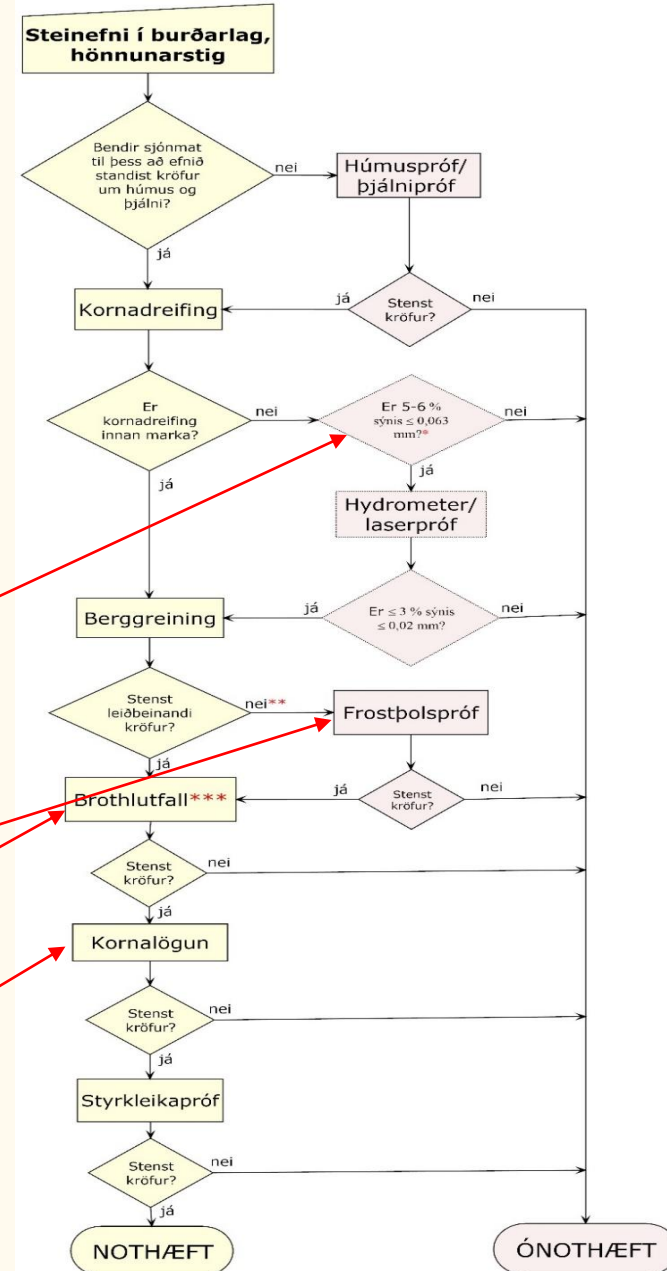 Steinefni í burðarlag,
hönnunarstig
Bendir sjónmat
til þess að efnið
standist kröfur
um húmus og
þjálni?
nei
Húmuspróf/
þjálnipróf
já
Kornadreifing
já
Stenst
kröfur?
nei
Er
kornadreifing
innan marka?
nei
Er 5-6 %
sýnis ≤ 0,063
mm?*
nei
já
já
Hydrometer/
laserpróf
Berggreining
já
Er ≤ 3 % sýnis
≤ 0,02 mm?
nei
Stenst
leiðbeinandi
kröfur?
nei**
Frostþolspróf
já
Brothlutfall***
já
Stenst
kröfur?
nei
Stenst
kröfur?
nei
já
Kornalögun
Stenst
kröfur?
nei
já
Styrkleikapróf
Stenst
kröfur?
nei
já
NOTHÆFT
ÓNOTHÆFT